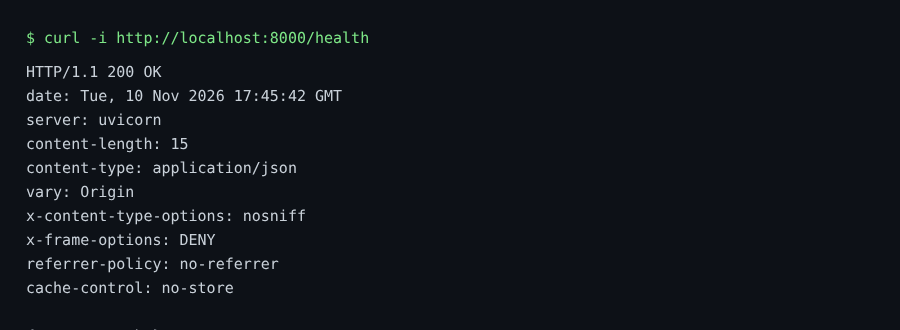 $ curl -i http://localhost:8000/health
HTTP/1.1 200 OK
date: Tue, 10 Nov 2026 17:45:42 GMT
server: uvicorn
content-length: 15
content-type: application/json
vary: Origin
x-content-type-options: nosniff
x-frame-options: DENY
referrer-policy: no-referrer
cache-control: no-store